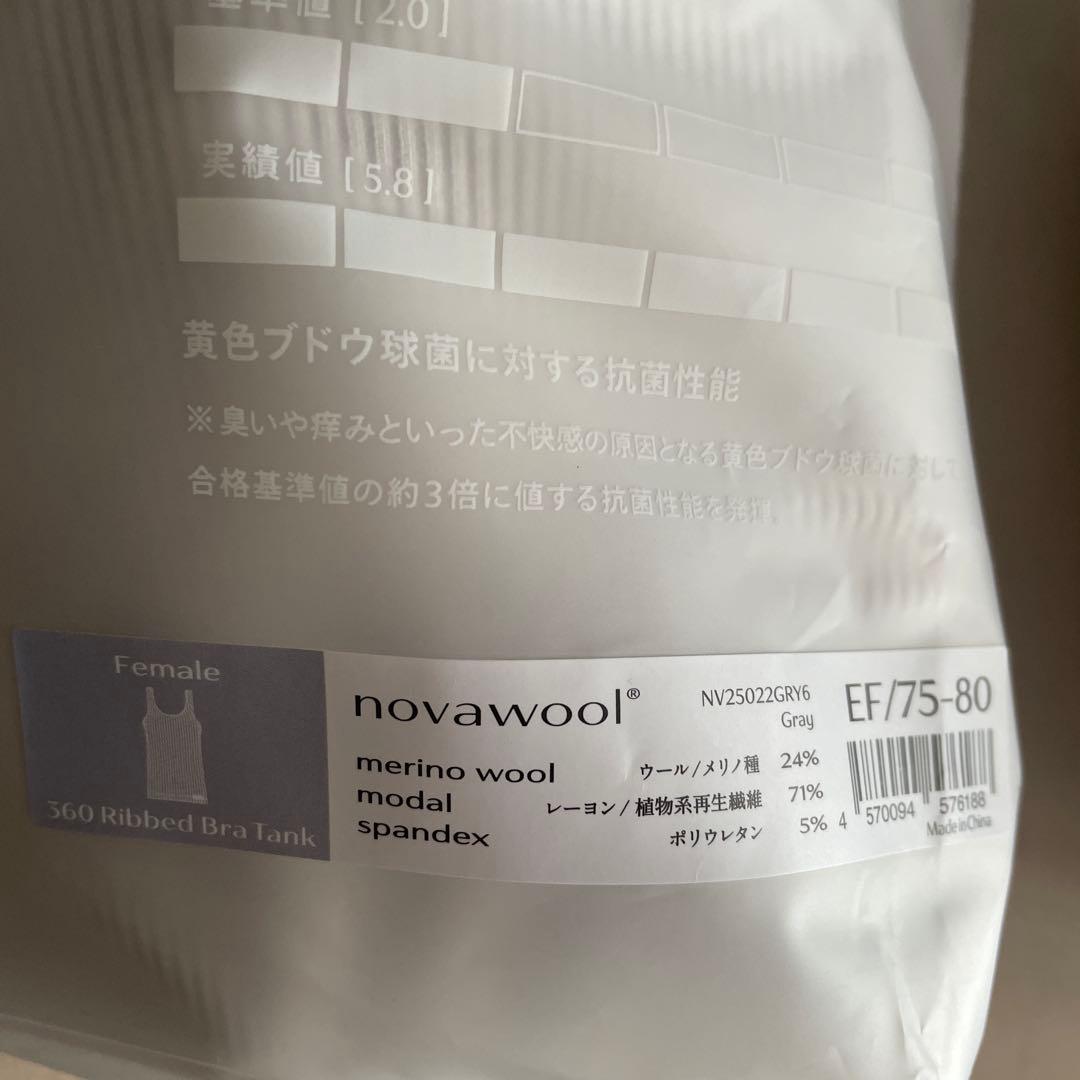 基準値 [2.0]
実績値 [5.8]
黄色ブドウ球菌に対する抗菌性能
※臭いや痒みといった不快感の原因となる黄色ブドウ球菌に対して
合格基準値の約3倍に値する抗菌性能を発揮。
Female
360 Ribbed Bra Tank
novawool®
merino wool
modal
spandex
NV25022GRY6
Gray
ウール/メリノ種 24%
レーヨン/植物系再生繊維 71%
ポリウレタン 5%
EF/75-80
4 570094 576188
Made in China